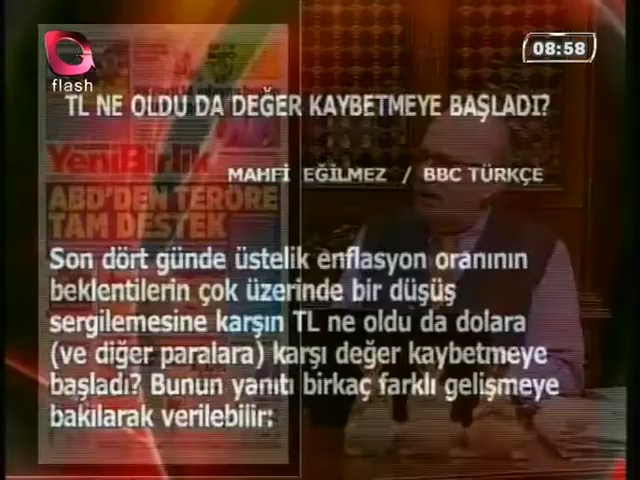 08:58
flash
TL NE OLDU DA DEĞER KAYBETMEYE BAŞLADI?
YeniBirlik
MAHFİ EĞİLMEZ / BBC TÜRKÇE
ABD'DEN TERÖRE
TAM DESTEK
Son dört günde üstelik enflasyon oranının
beklentilerin çok üzerinde bir düşüş
sergilemesine karşın TL ne oldu da dolara
(ve diğer paralara) karşı değer kaybetmeye
başladı? Bunun yanıtı birkaç farklı gelişmeye
bakılarak verilebilir: